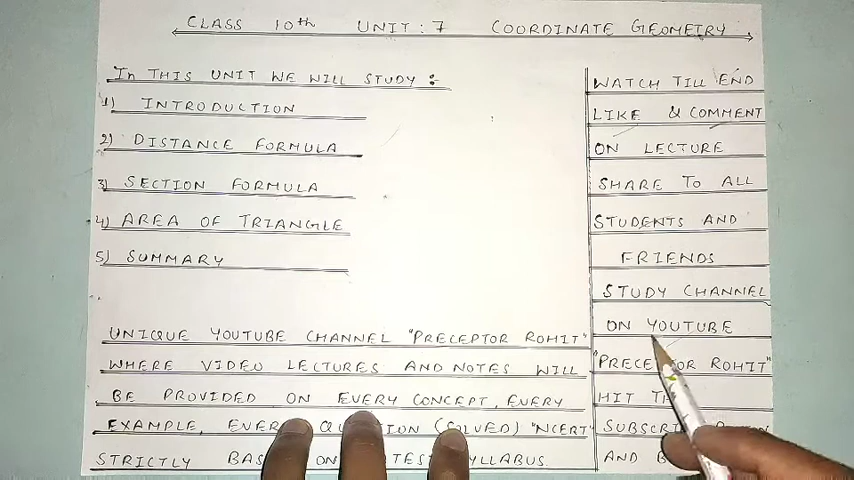 CLASS 10th UNIT : 7 COORDINATE GEOMETRY
In THIS UNIT WE WILL STUDY :-
1) INTRODUCTION
2) DISTANCE FORMULA
3) SECTION FORMULA
4) AREA OF TRIANGLE
5) SUMMARY
UNIQUE YOUTUBE CHANNEL "PRECEPTOR ROHIT"
WHERE VIDEO LECTURES AND NOTES WILL
BE PROVIDED ON EVERY CONCEPT, EVERY
EXAMPLE, (SOLVED) "NCERT"
STRICTLY ON
WATCH TILL END
LIKE & COMMENT
ON LECTURE
SHARE TO ALL
STUDENTS AND
FRIENDS
STUDY CHANNEL
ON YOUTUBE
"PRECEPTOR ROHIT"
HIT
AND